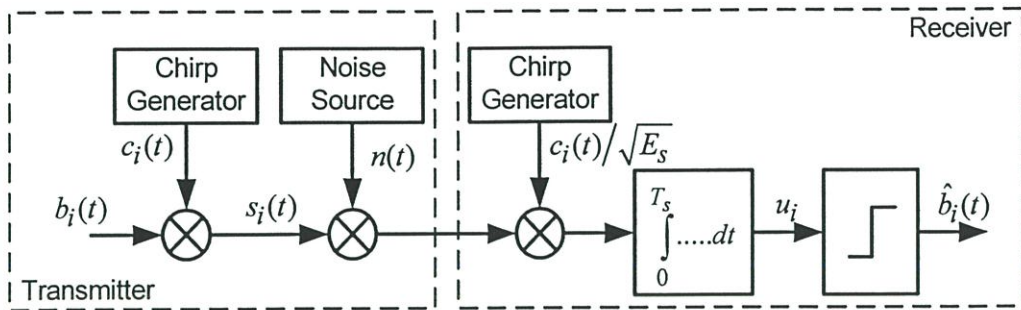 Receiver
Chirp
Generator
Noise
Source
Chirp
Generator
c_i(t)
n(t)
c_i(t)/√E_s
b_i(t)
s_i(t)
T_s
∫.....dt
0
u_i
b̂_i(t)
Transmitter